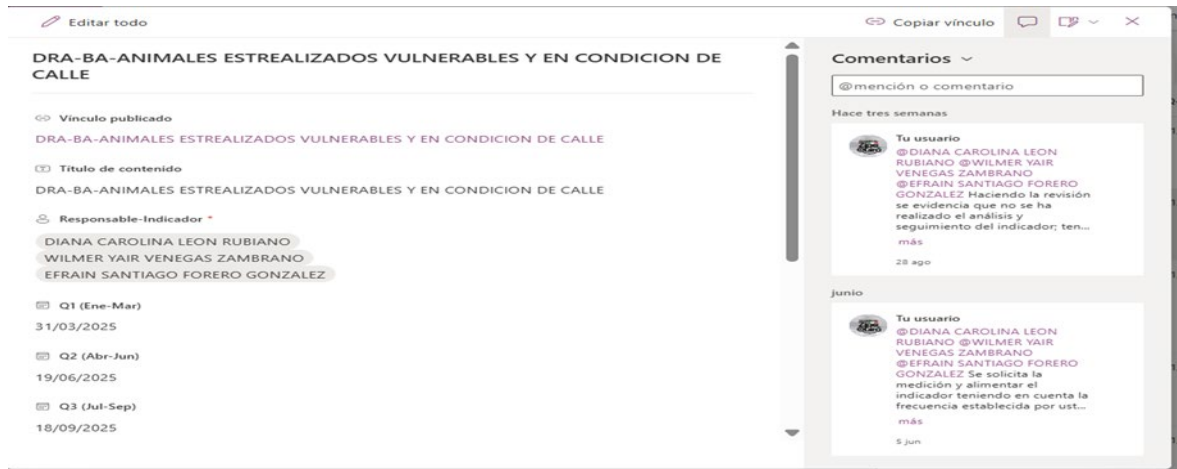 Editar todo
Copiar vínculo
DRA-BA-ANIMALES ESTREALIZADOS VULNERABLES Y EN CONDICION DE
CALLE
Vínculo publicado
DRA-BA-ANIMALES ESTREALIZADOS VULNERABLES Y EN CONDICION DE CALLE
Título de contenido
DRA-BA-ANIMALES ESTREALIZADOS VULNERABLES Y EN CONDICION DE CALLE
Responsable-Indicador *
DIANA CAROLINA LEON RUBIANO
WILMER YAIR VENEGAS ZAMBRANO
EFRAIN SANTIAGO FORERO GONZALEZ
Q1 (Ene-Mar)
31/03/2025
Q2 (Abr-Jun)
19/06/2025
Q3 (Jul-Sep)
18/09/2025
Comentarios
@mención o comentario
Hace tres semanas
Tu usuario
@DIANA CAROLINA LEON
RUBIANO @WILMER YAIR
VENEGAS ZAMBRANO
@EFRAIN SANTIAGO FORERO
GONZALEZ Haciendo la revisión
se evidencia que no se ha
realizado el análisis y
seguimiento del indicador; ten...
más
28 ago
junio
Tu usuario
@DIANA CAROLINA LEON
RUBIANO @WILMER YAIR
VENEGAS ZAMBRANO
@EFRAIN SANTIAGO FORERO
GONZALEZ Se solicita la
medición y alimentar el
indicador teniendo en cuenta la
frecuencia establecida por ust...
más
5 jun